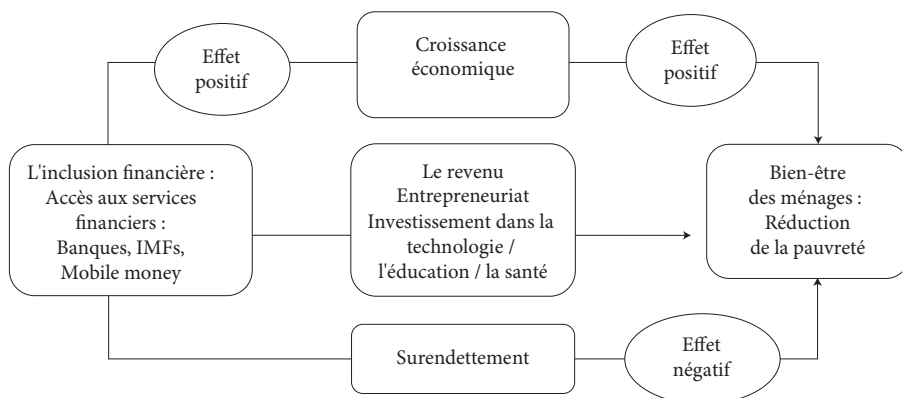 Effet
positif
Croissance
économique
Effet
positif
L'inclusion financière :
Accès aux services
financiers :
Banques, IMFs,
Mobile money
Le revenu
Entrepreneuriat
Investissement dans la
technologie /
l'éducation / la santé
Bien-être
des ménages :
Réduction
de la pauvreté
Surendettement
Effet
négatif